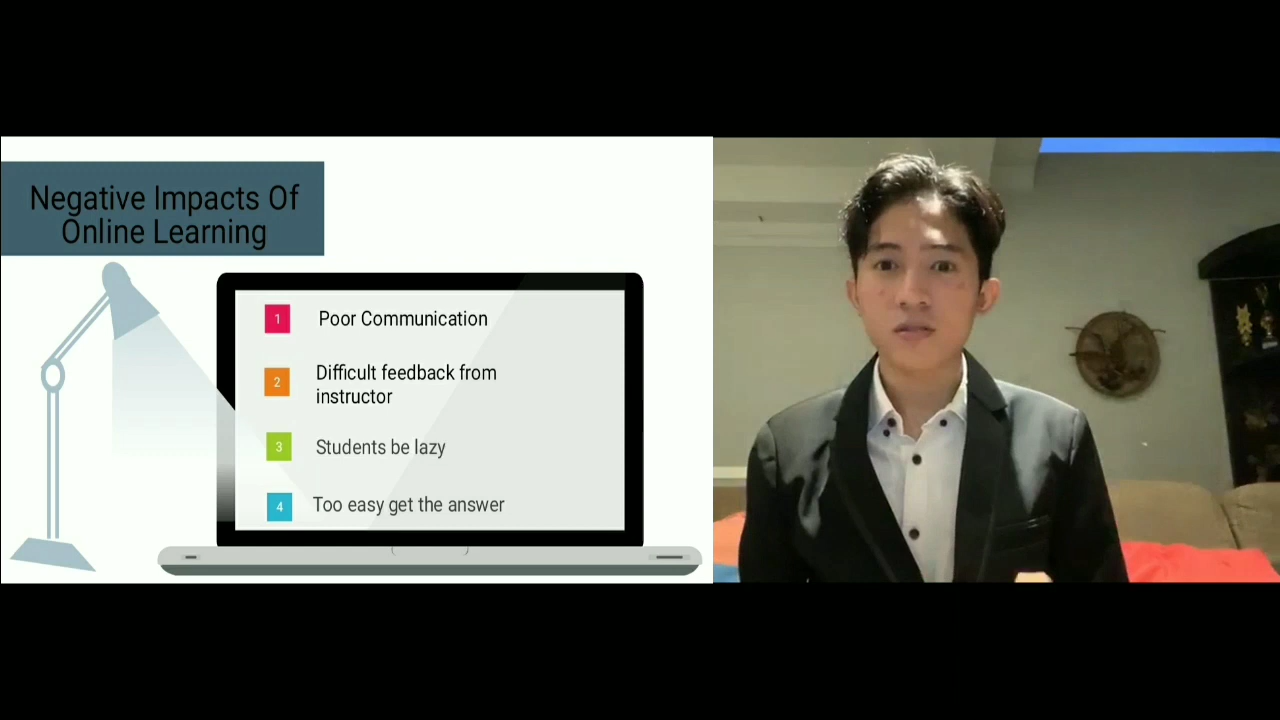 Negative Impacts Of
Online Learning
1 Poor Communication
2 Difficult feedback from
instructor
3 Students be lazy
4 Too easy get the answer